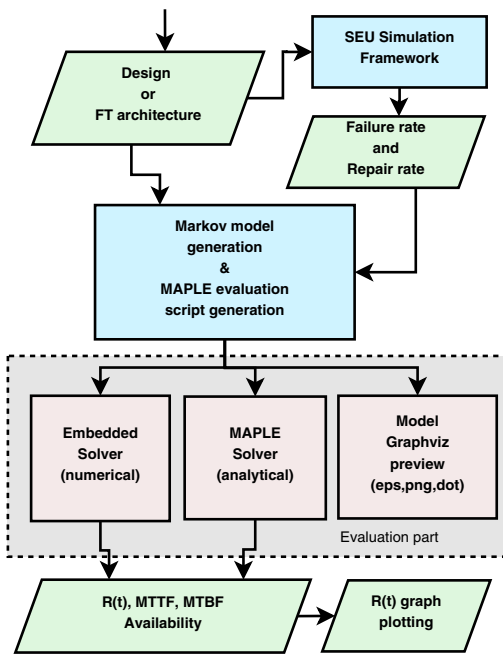 Design
or
FT architecture
SEU Simulation
Framework
Failure rate
and
Repair rate
Markov model
generation
&
MAPLE evaluation
script generation
Embedded
Solver
(numerical)
MAPLE
Solver
(analytical)
Model
Graphviz
preview
(eps,png,dot)
Evaluation part
R(t), MTTF, MTBF
Availability
R(t) graph
plotting